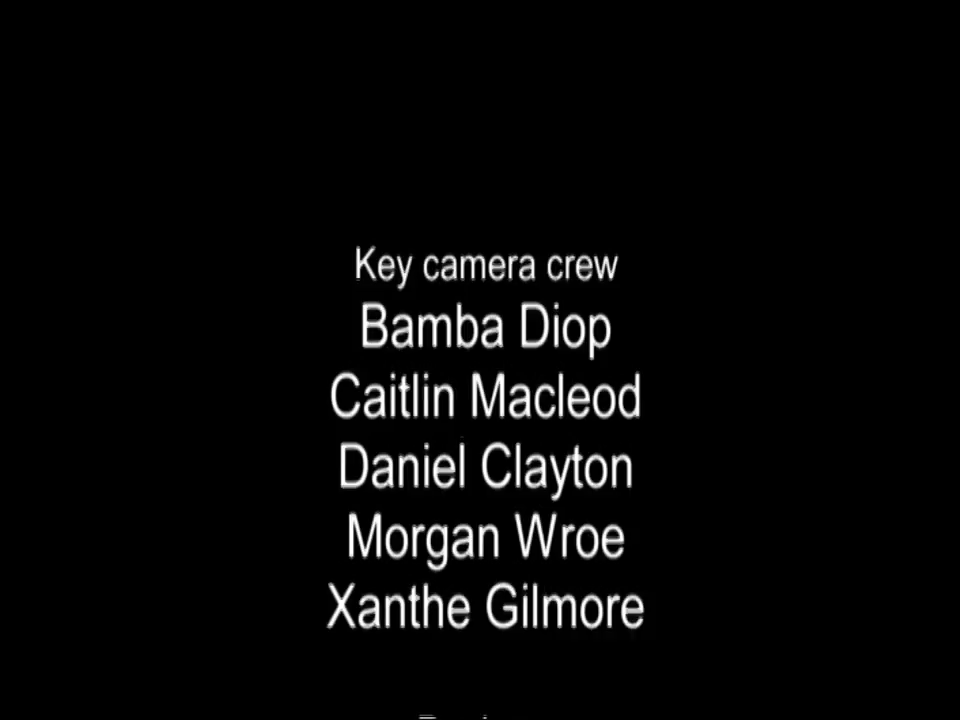 Key camera crew
Bamba Diop
Caitlin Macleod
Daniel Clayton
Morgan Wroe
Xanthe Gilmore